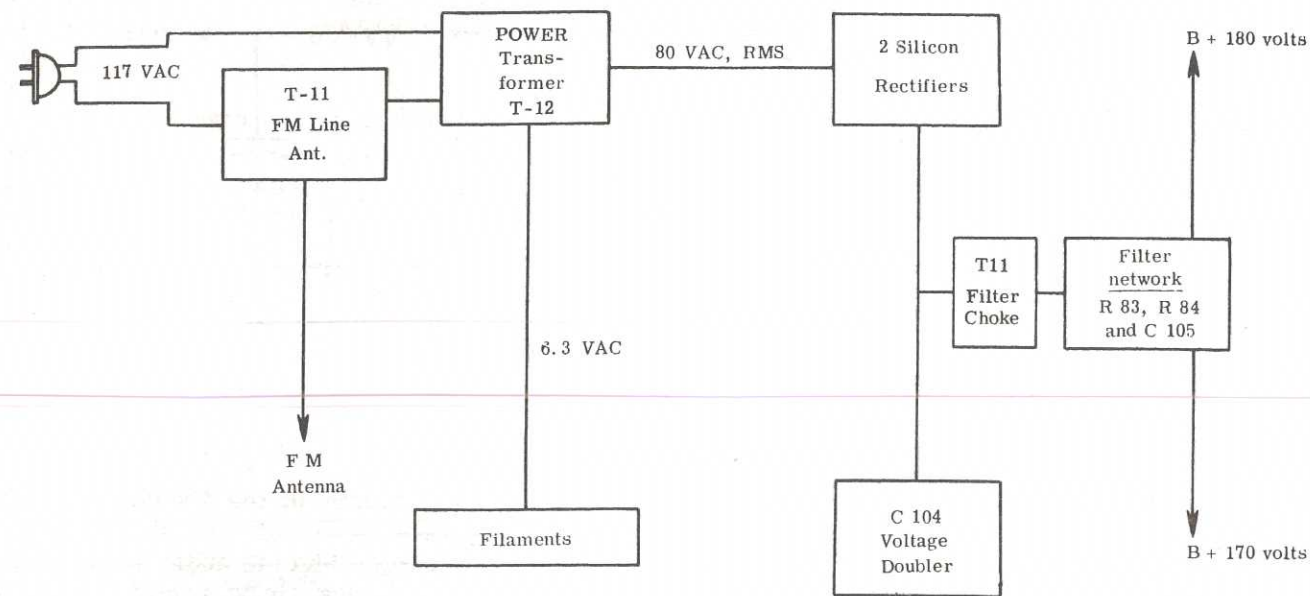 117 VAC
T-11
FM Line
Ant.
F M
Antenna
POWER
Trans-
former
T-12
6.3 VAC
Filaments
80 VAC, RMS
2 Silicon
Rectifiers
C 104
Voltage
Doubler
T11
Filter
Choke
Filter
network
R 83, R 84
and C 105
B + 180 volts
B + 170 volts